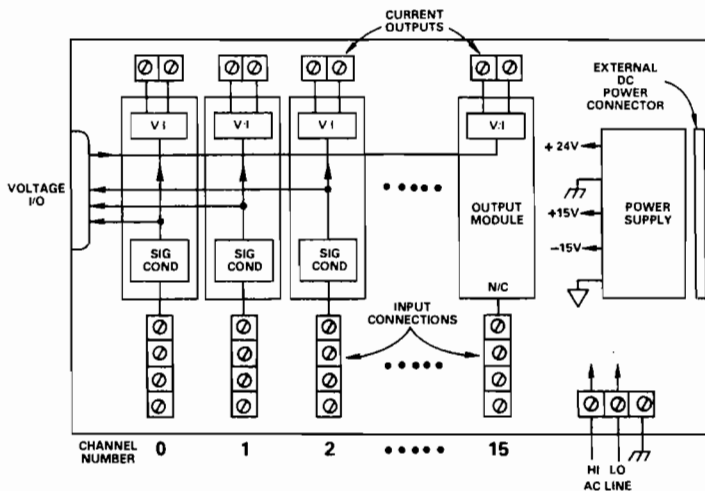 CURRENT
OUTPUTS
EXTERNAL
DC
POWER
CONNECTOR
V:I
V:I
V:I
V:I
+ 24V
VOLTAGE
I/O
OUTPUT
MODULE
+15V
POWER
SUPPLY
-15V
SIG
COND
SIG
COND
SIG
COND
N/C
INPUT
CONNECTIONS
CHANNEL
NUMBER
0
1
2
15
HI LO
AC LINE